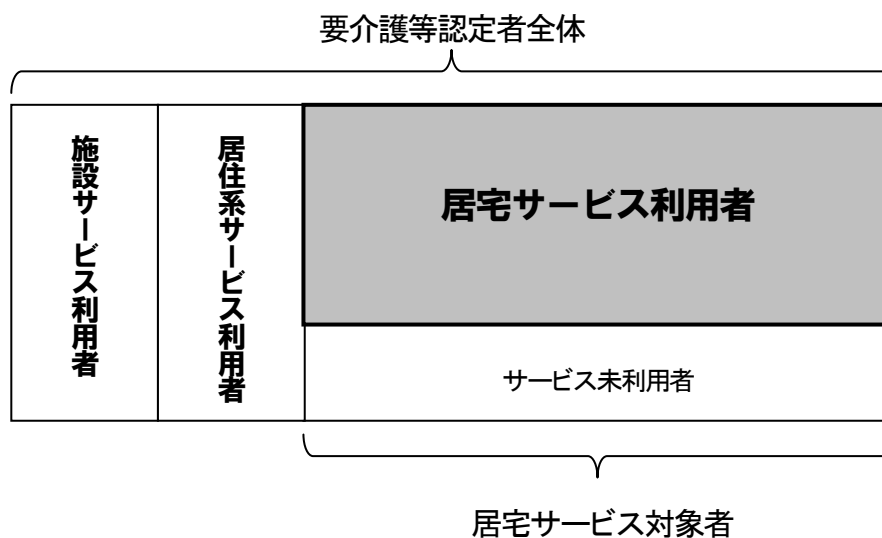 要介護等認定者全体
施設サービス利用者
居住系サービス利用者
居宅サービス利用者
サービス未利用者
居宅サービス対象者